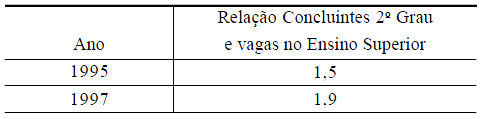 Relação Concluintes 2º Grau
Ano e vagas no Ensino Superior
1995 1,5
1997 1,9